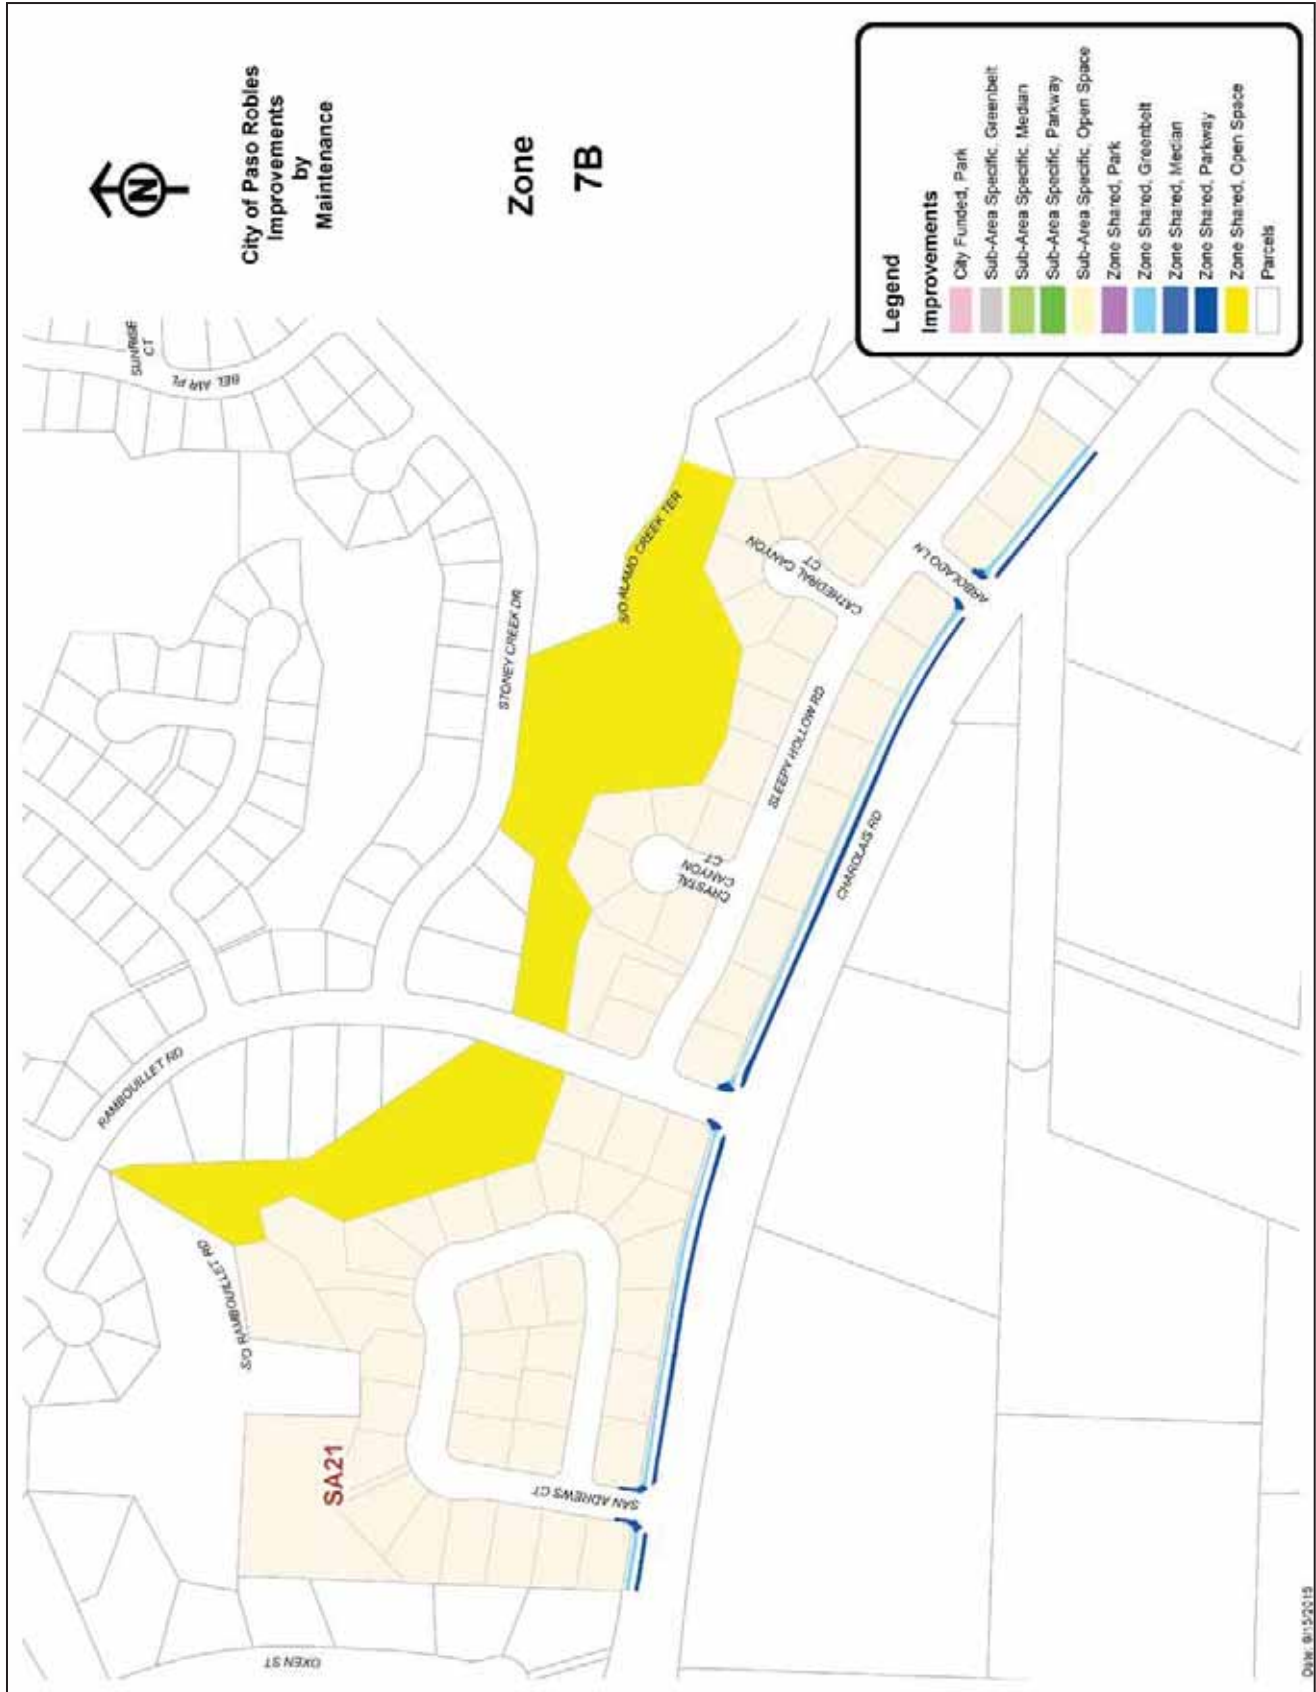 N
City of Paso Robles
Improvements
by
Maintenance
Zone
7B
SUNRISE
CT
BEL AIR PL
STONEY CREEK DR
S/O ALAMO CREEK TER
CATHEDRAL CANYON
CT
ARBOLADO LN
SLEEPY HOLLOW RD
CRYSTAL
CANYON
CT
CHAROLAIS RD
RAMBOUILLET RD
S/O RAMBOUILLET RD
SA21
SAN ADREWS CT
OXEN ST
Legend
Improvements
City Funded, Park
Sub-Area Specific, Greenbelt
Sub-Area Specific, Median
Sub-Area Specific, Parkway
Sub-Area Specific, Open Space
Zone Shared, Park
Zone Shared, Greenbelt
Zone Shared, Median
Zone Shared, Parkway
Zone Shared, Open Space
Parcels
Date: